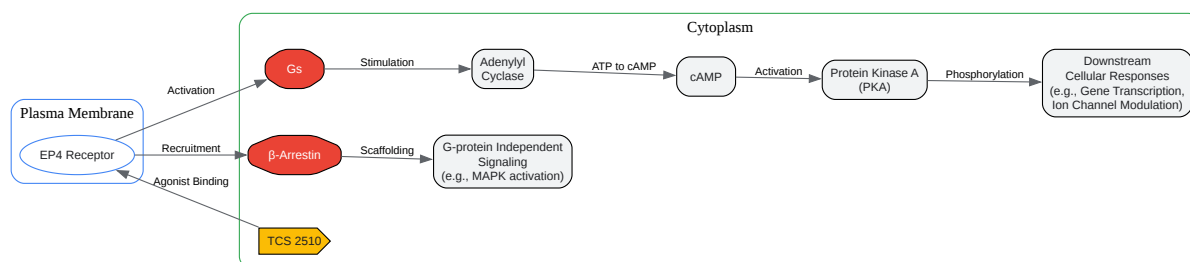 Cytoplasm
Plasma Membrane
EP4 Receptor
Activation
Recruitment
Agonist Binding
Gs
Stimulation
Adenylyl
Cyclase
ATP to cAMP
cAMP
Activation
Protein Kinase A
(PKA)
Phosphorylation
Downstream
Cellular Responses
(e.g., Gene Transcription,
Ion Channel Modulation)
β-Arrestin
Scaffolding
G-protein Independent
Signaling
(e.g., MAPK activation)
TCS 2510